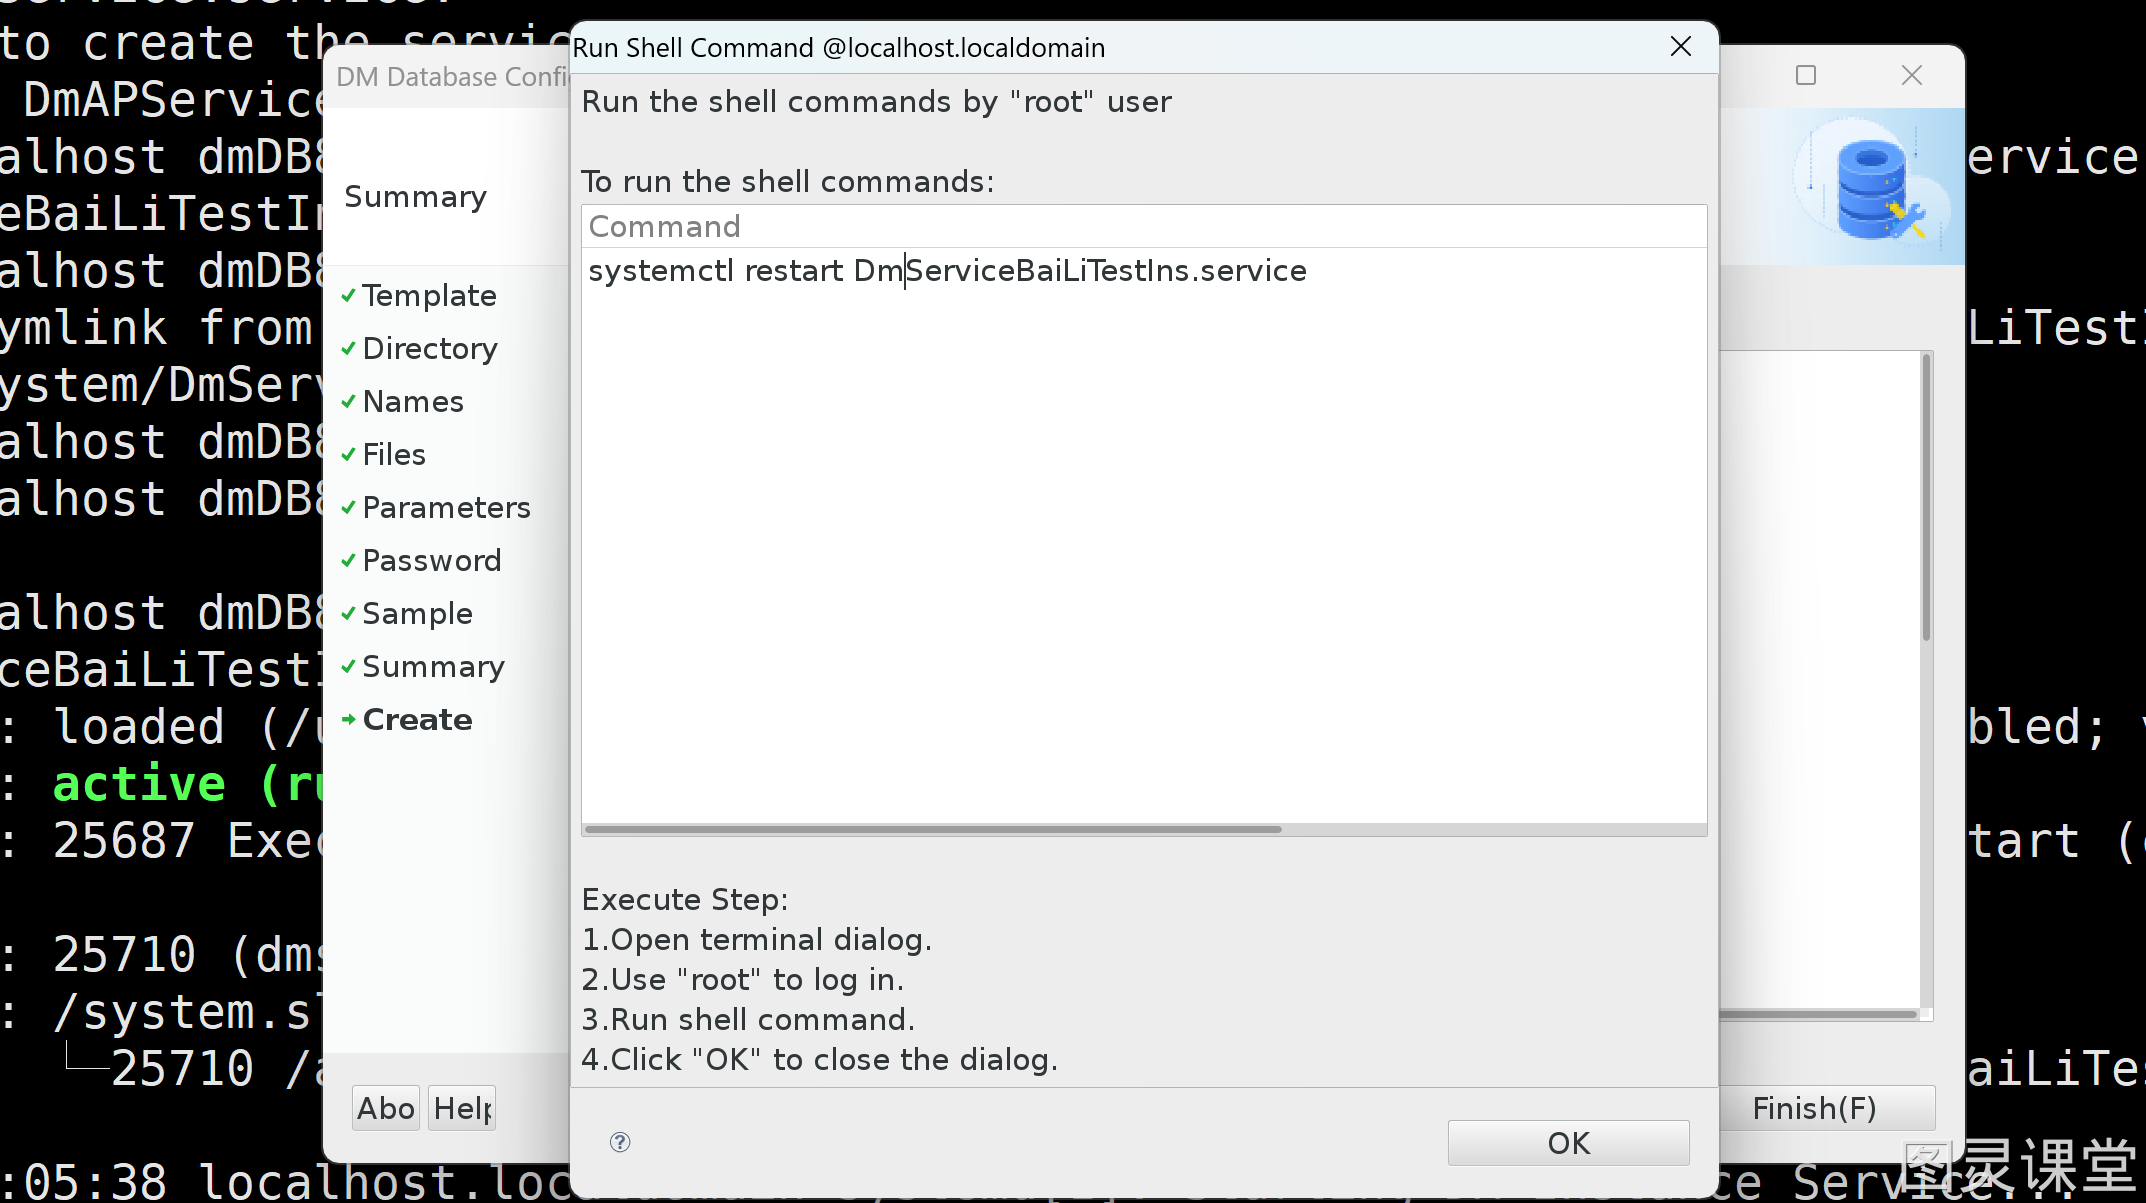 to create the servic
DmAPService
alhost dmDB8
ervice
eBaiLiTestIn
alhost dmDB8
ymlink from
LiTestI
ystem/DmServ
alhost dmDB8
alhost dmDB8
alhost dmDB8
ceBaiLiTestI
: loaded (/u
bled;
: active (ru
: 25687 Exec
tart (
: 25710 (dms
: /system.sl
└─25710 /a
aiLiTes
:05:38 localhost.loc
ce Service...
DM Database Confi
Summary
Template
Directory
Names
Files
Parameters
Password
Sample
Summary
Create
Abo
Help
Finish(F)
Run Shell Command @localhost.localdomain
Run the shell commands by "root" user
To run the shell commands:
Command
systemctl restart DmServiceBaiLiTestIns.service
Execute Step:
1.Open terminal dialog.
2.Use "root" to log in.
3.Run shell command.
4.Click "OK" to close the dialog.
OK
图灵课堂